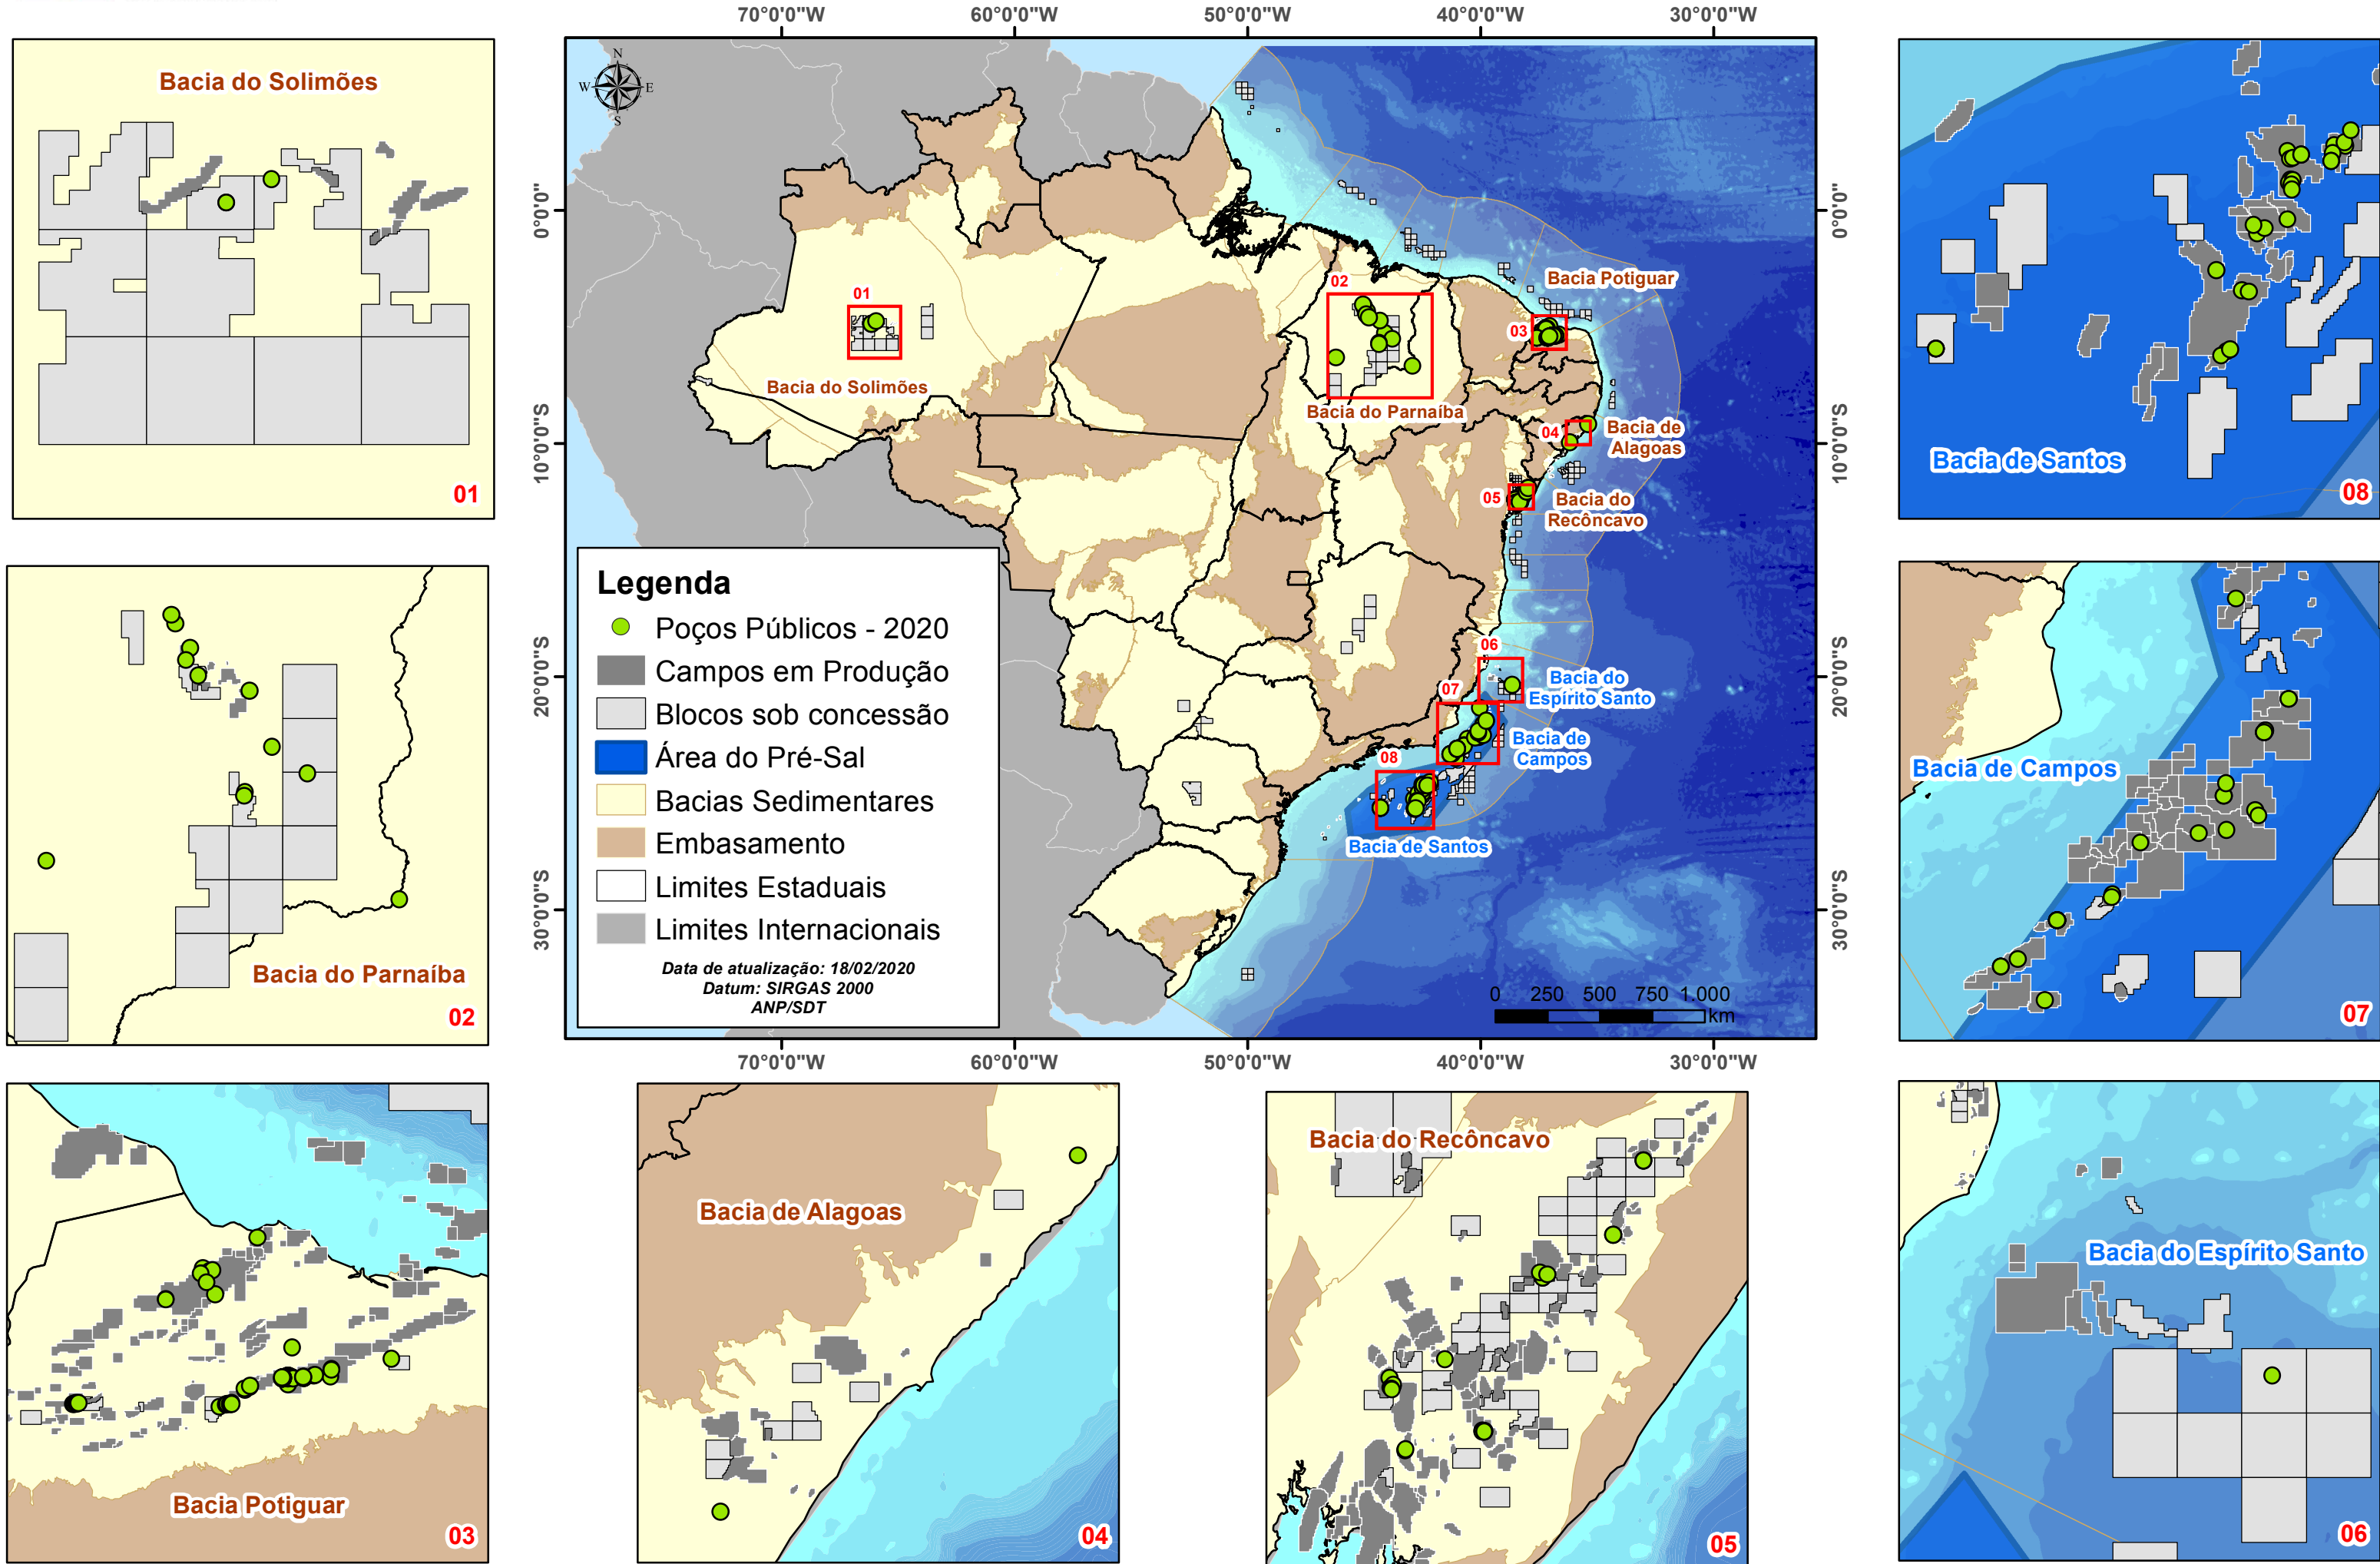 70°0'0"W 60°0'0"W 50°0'0"W 40°0'0"W 30°0'0"W
Bacia do Solimões
01
Bacia do Parnaíba
02
Bacia Potiguar
03
Bacia de Alagoas
04
Bacia do Recôncavo
05
Bacia do Espírito Santo
06
Bacia de Campos
07
Bacia de Santos
08
N
W E
S
0°0'0"
10°0'0"S
20°0'0"S
30°0'0"S
0°0'0"
10°0'0"S
20°0'0"S
30°0'0"S
01
Bacia do Solimões
02
Bacia do Parnaíba
Bacia Potiguar
03
04
Bacia de
Alagoas
05
Bacia do
Recôncavo
06
Bacia do
Espírito Santo
07
Bacia de
Campos
08
Bacia de Santos
Legenda
Poços Públicos - 2020
Campos em Produção
Blocos sob concessão
Área do Pré-Sal
Bacias Sedimentares
Embasamento
Limites Estaduais
Limites Internacionais
Data de atualização: 18/02/2020
Datum: SIRGAS 2000
ANP/SDT
0 250 500 750 1.000
km
70°0'0"W 60°0'0"W 50°0'0"W 40°0'0"W 30°0'0"W